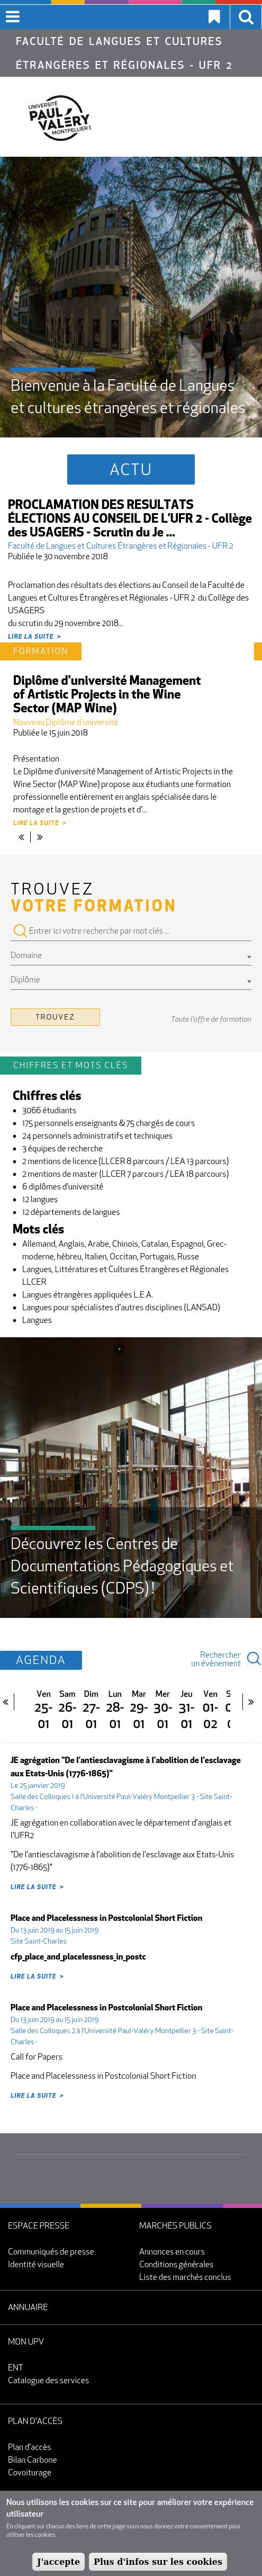 FACULTÉ DE LANGUES ET CULTURES
ÉTRANGÈRES ET RÉGIONALES - UFR 2
UNIVERSITÉ
PAUL
VALÉRY
MONTPELLIER 3
Bienvenue à la Faculté de Langues
et cultures étrangères et régionales
ACTU
PROCLAMATION DES RESULTATS
ÉLECTIONS AU CONSEIL DE L'UFR 2 - Collège
des USAGERS - Scrutin du Je ...
Faculté de Langues et Cultures Étrangères et Régionales - UFR 2
Publiée le 30 novembre 2018
Proclamation des résultats des élections au Conseil de la Faculté de
Langues et Cultures Étrangères et Régionales - UFR 2 du Collège des
USAGERS
du scrutin du 29 novembre 2018...
LIRE LA SUITE >
FORMATION
Diplôme d'université Management
of Artistic Projects in the Wine
Sector (MAP Wine)
Nouveau Diplôme d'université
Publiée le 15 juin 2018
Présentation
Le Diplôme d'université Management of Artistic Projects in the
Wine Sector (MAP Wine) propose aux étudiants une formation
professionnelle entièrement en anglais spécialisée dans le
montage et la gestion de projets et d'...
LIRE LA SUITE >
« | »
TROUVEZ
VOTRE FORMATION
Entrer ici votre recherche par mot clés ...
Domaine
Diplôme
TROUVEZ
Toute l'offre de formation
CHIFFRES ET MOTS CLÉS
Chiffres clés
• 3066 étudiants
• 175 personnels enseignants & 75 chargés de cours
• 24 personnels administratifs et techniques
• 3 équipes de recherche
• 2 mentions de licence (LLCER 8 parcours / LEA 13 parcours)
• 2 mentions de master (LLCER 7 parcours / LEA 18 parcours)
• 6 diplômes d'université
• 12 langues
• 12 départements de langues
Mots clés
• Allemand, Anglais, Arabe, Chinois, Catalan, Espagnol, Grec-
moderne, hébreu, Italien, Occitan, Portugais, Russe
• Langues, Littératures et Cultures Étrangères et Régionales
LLCER
• Langues étrangères appliquées L.E.A.
• Langues pour spécialistes d'autres disciplines (LANSAD)
• Langues
Découvrez les Centres de
Documentations Pédagogiques et
Scientifiques (CDPS) !
AGENDA
Rechercher
un évènement
« Ven Sam Dim Lun Mar Mer Jeu Ven »
25- 26- 27- 28- 29- 30- 31- 01-
01 01 01 01 01 01 01 02
JE agrégation "De l'antiesclavagisme à l'abolition de l'esclavage
aux Etats-Unis (1776-1865)"
Le 25 janvier 2019
Salle des Colloques 1 à l'Université Paul-Valéry Montpellier 3 - Site Saint-
Charles -
JE agrégation en collaboration avec le département d'anglais et
l'UFR2
"De l'antiesclavagisme à l'abolition de l'esclavage aux Etats-Unis
(1776-1865)"
LIRE LA SUITE >
Place and Placelessness in Postcolonial Short Fiction
Du 13 juin 2019 au 15 juin 2019
Site Saint-Charles
cfp_place_and_placelessness_in_postc
LIRE LA SUITE >
Place and Placelessness in Postcolonial Short Fiction
Du 13 juin 2019 au 15 juin 2019
Salle des Colloques 2 à l'Université Paul-Valéry Montpellier 3 - Site Saint-
Charles -
Call for Papers
Place and Placelessness in Postcolonial Short Fiction
LIRE LA SUITE >
ESPACE PRESSE
Communiqués de presse
Identité visuelle
MARCHÉS PUBLICS
Annonces en cours
Conditions générales
Liste des marchés conclus
ANNUAIRE
MON UPV
ENT
Catalogue des services
PLAN D'ACCÈS
Plan d'accès
Bilan Carbone
Covoiturage
Nous utilisons les cookies sur ce site pour améliorer votre expérience
utilisateur
En cliquant sur chacun des liens de cette page vous nous donnez votre consentement pour
utiliser les cookies.
J'accepte
Plus d'infos sur les cookies